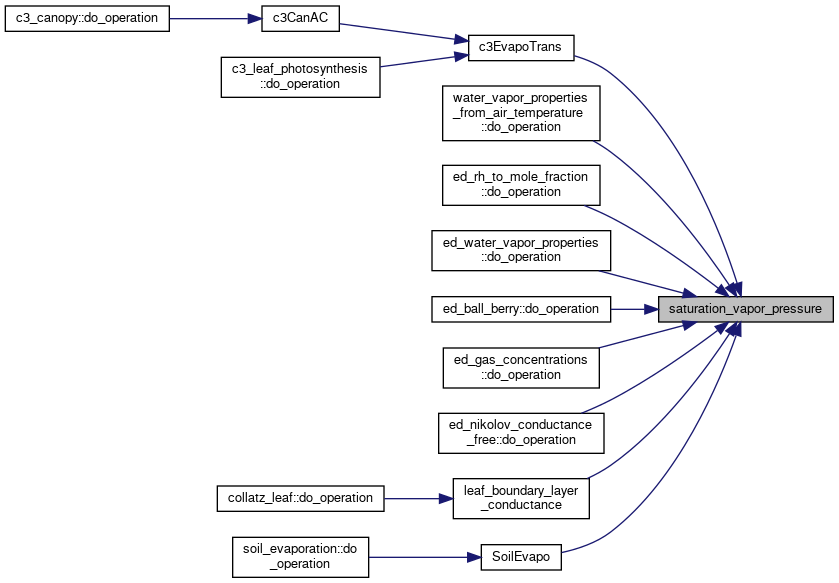 c3_canopy::do_operation
c3CanAC
c3EvapoTrans
c3_leaf_photosynthesis
::do_operation
water_vapor_properties
_from_air_temperature
::do_operation
ed_rh_to_mole_fraction
::do_operation
ed_water_vapor_properties
::do_operation
ed_ball_berry::do_operation
saturation_vapor_pressure
ed_gas_concentrations
::do_operation
ed_nikolov_conductance
_free::do_operation
collatz_leaf::do_operation
leaf_boundary_layer
_conductance
soil_evaporation::do
_operation
SoilEvapo